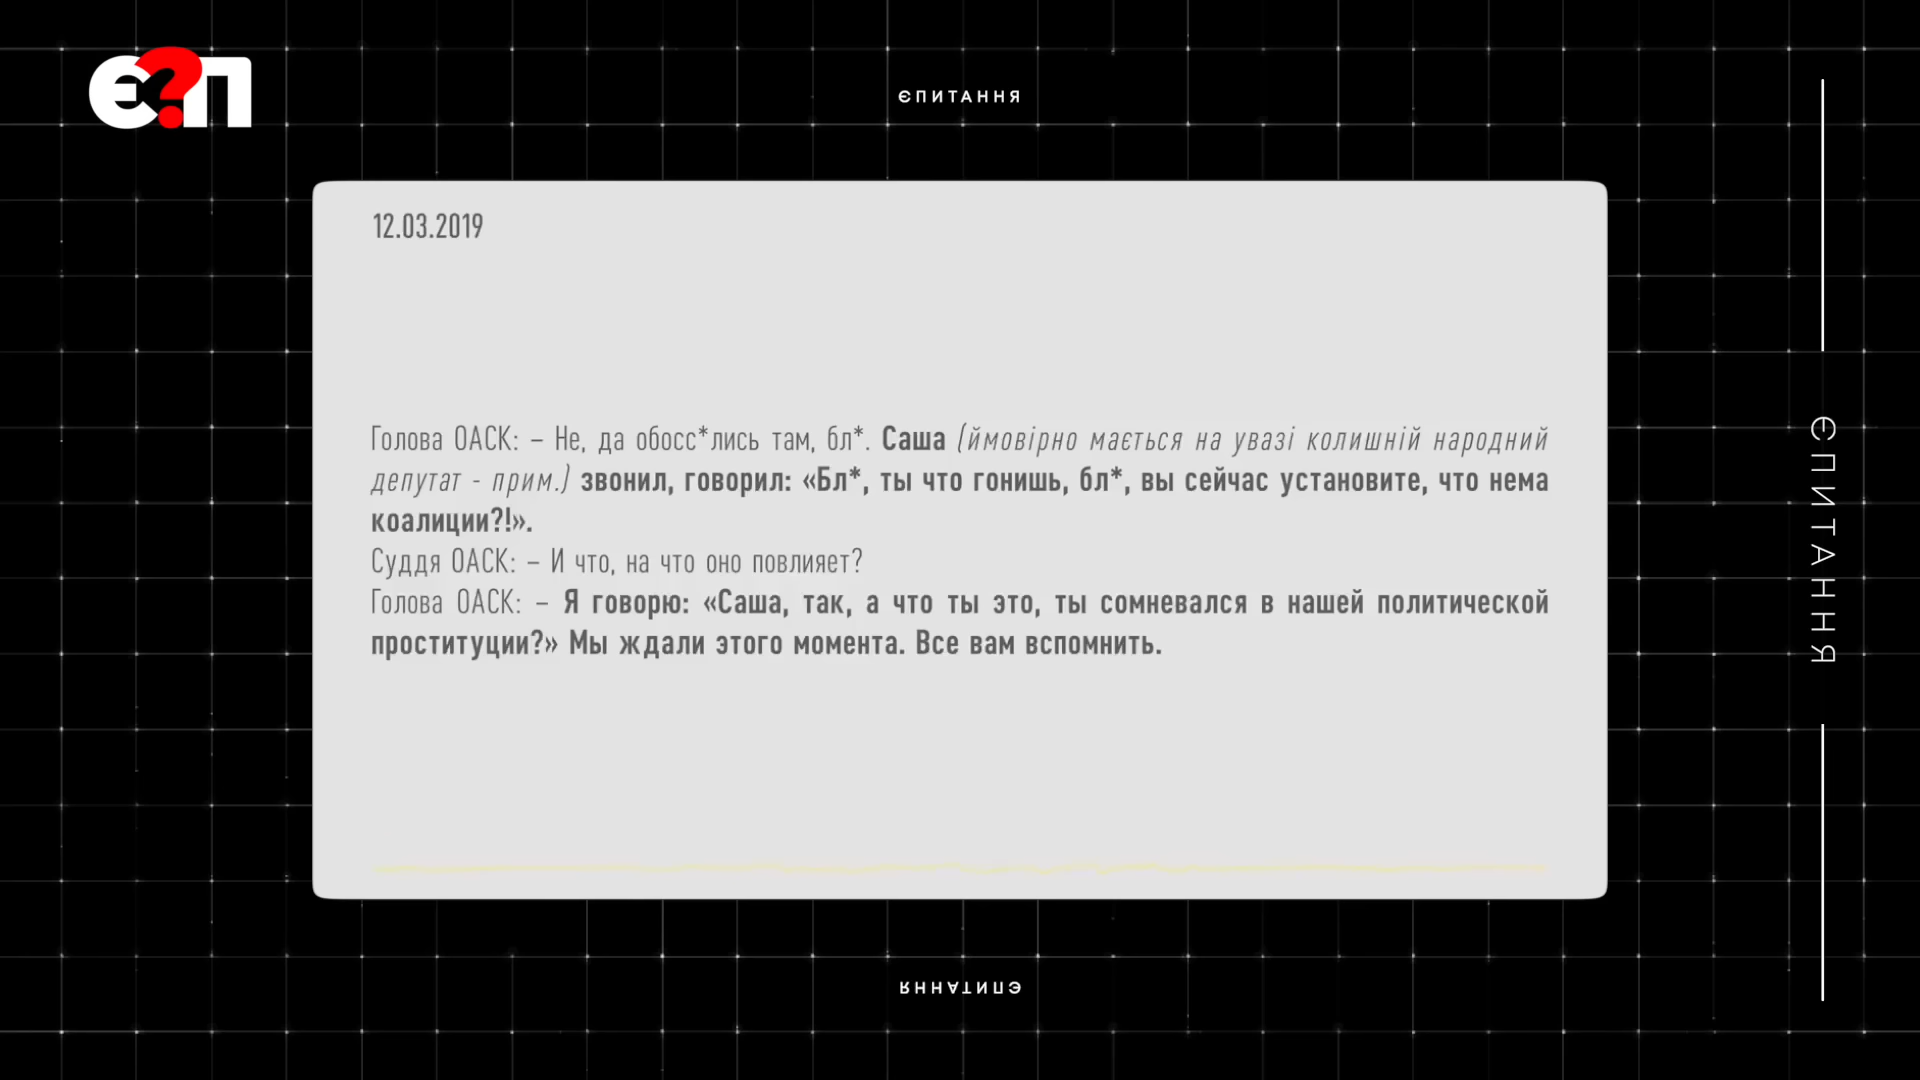 Є?П
ЄПИТАННЯ
12.03.2019
Голова ОАСК: – Не, да обосс*лись там, бл*. Саша (ймовірно мається на увазі колишній народний
депутат - прим.) звонил, говорил: «Бл*, ты что гонишь, бл*, вы сейчас установите, что нема
коалиции?!».
Суддя ОАСК: – И что, на что оно повлияет?
Голова ОАСК: – Я говорю: «Саша, так, а что ты это, ты сомневался в нашей политической
проституции?» Мы ждали этого момента. Все вам вспомнить.
ЄПИТАННЯ
ЄПИТАННЯ